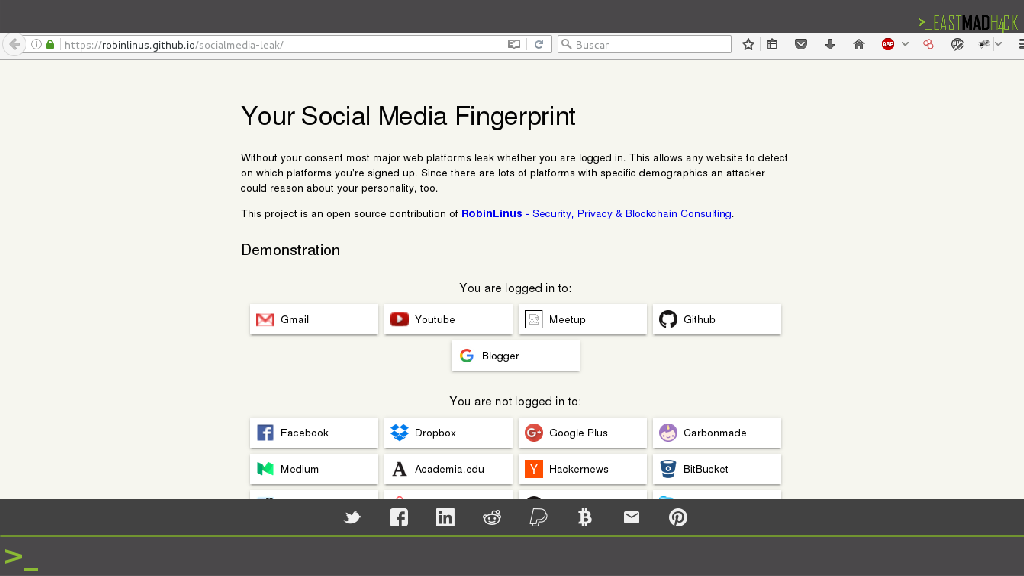 >_EASTMADH4CK
https://robinlinus.github.io/socialmedia-leak/
Buscar
ABP
Your Social Media Fingerprint
Without your consent most major web platforms leak whether you are logged in. This allows any website to detect
on which platforms you're signed up. Since there are lots of platforms with specific demographics an attacker
could reason about your personality, too.
This project is an open source contribution of RobinLinus - Security, Privacy & Blockchain Consulting.
Demonstration
You are logged in to:
Gmail
Youtube
Meetup
Github
Blogger
You are not logged in to:
Facebook
Dropbox
Google Plus
Carbonmade
Medium
Academia.edu
Hackernews
BitBucket
>_